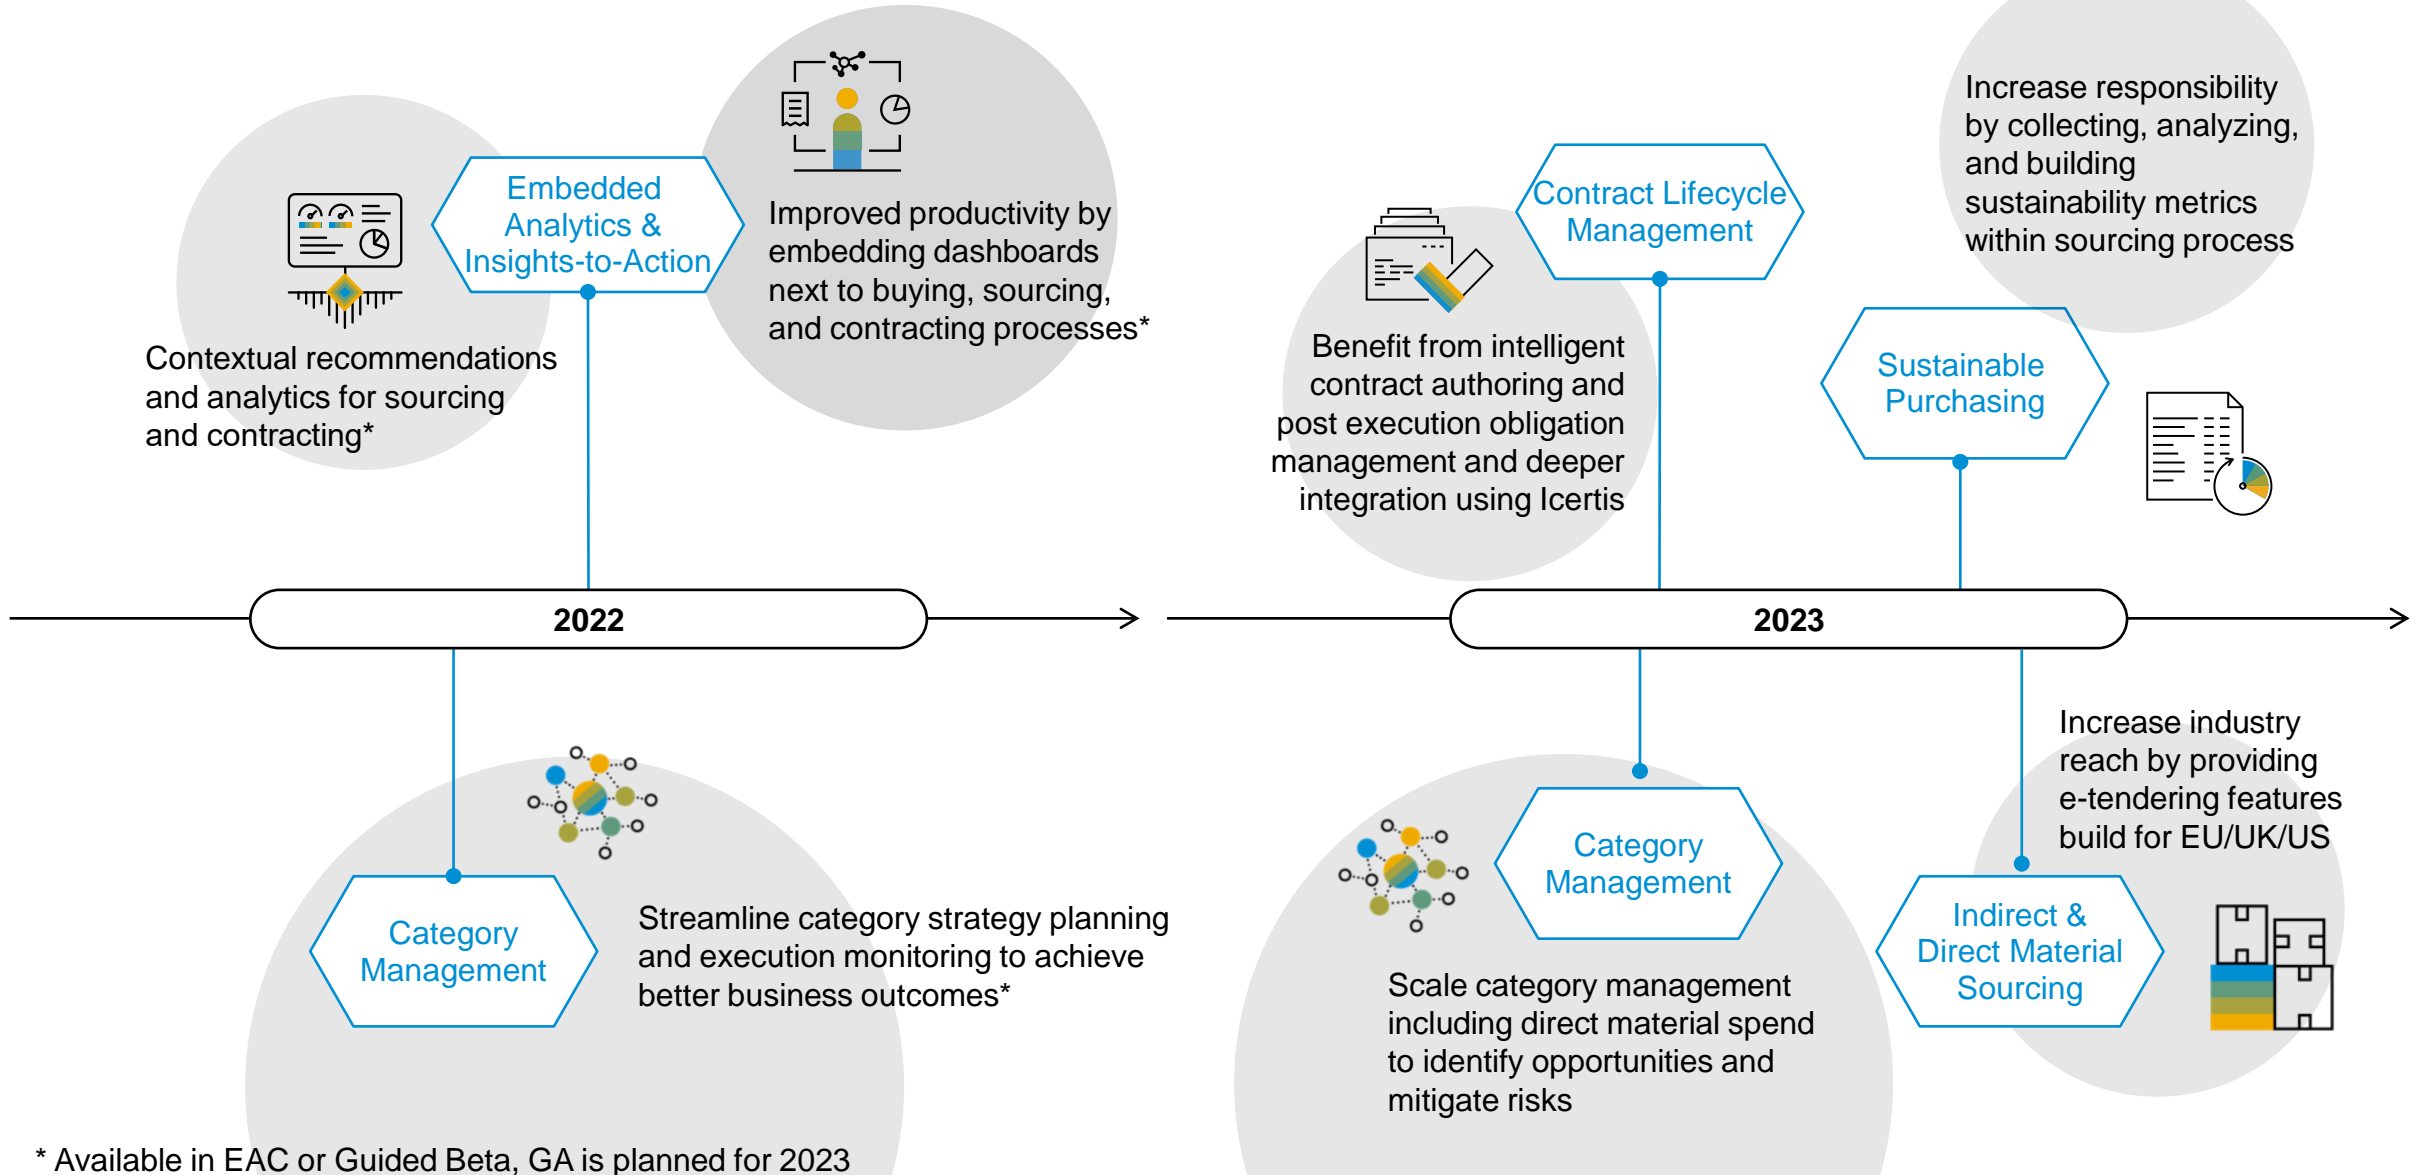 Embedded
Analytics &
Insights-to-Action
Contextual recommendations
and analytics for sourcing
and contracting*
Improved productivity by
embedding dashboards
next to buying, sourcing,
and contracting processes*
Contract Lifecycle
Management
Benefit from intelligent
contract authoring and
post execution obligation
management and deeper
integration using Icertis
Increase responsibility
by collecting, analyzing,
and building
sustainability metrics
within sourcing process
Sustainable
Purchasing
2022
2023
Category
Management
Streamline category strategy planning
and execution monitoring to achieve
better business outcomes*
Category
Management
Scale category management
including direct material spend
to identify opportunities and
mitigate risks
Increase industry
reach by providing
e-tendering features
build for EU/UK/US
Indirect &
Direct Material
Sourcing
* Available in EAC or Guided Beta, GA is planned for 2023